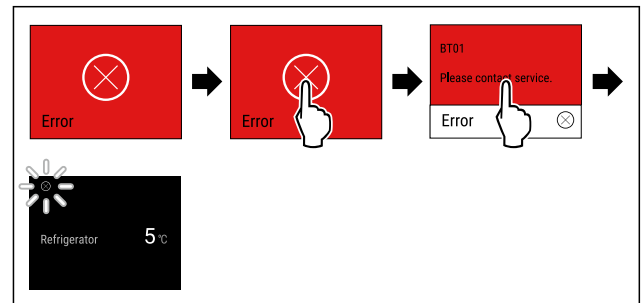 Error
Error
BT01
Please contact service.
Error
Refrigerator 5 °C